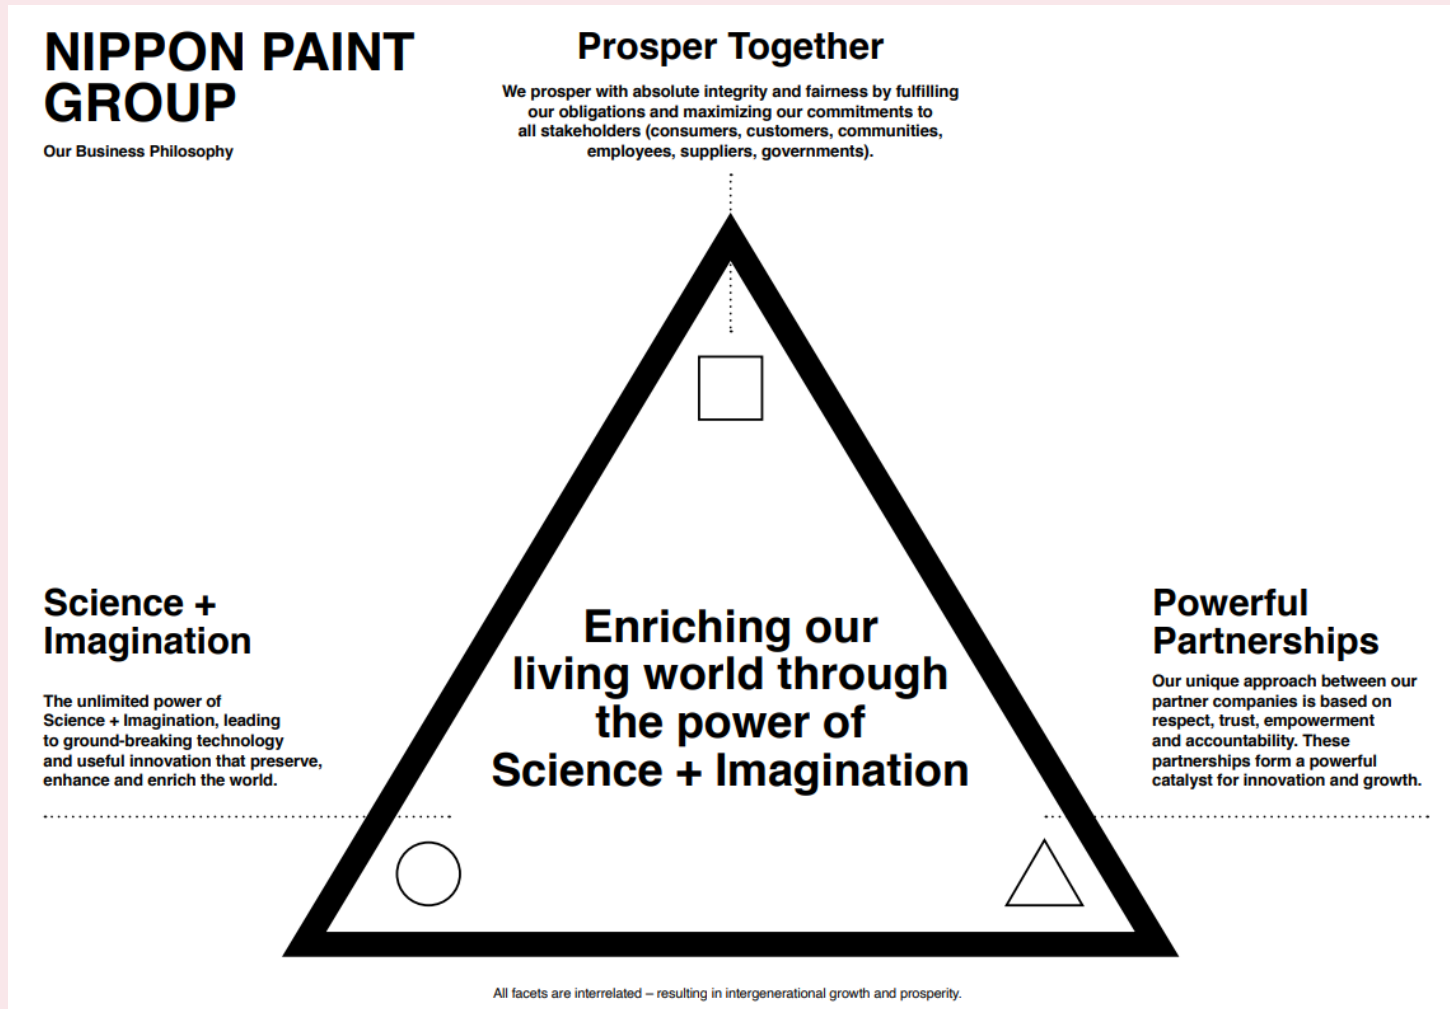 NIPPON PAINT
GROUP
Our Business Philosophy
Prosper Together
We prosper with absolute integrity and fairness by fulfilling
our obligations and maximizing our commitments to
all stakeholders (consumers, customers, communities,
employees, suppliers, governments).
Science +
Imagination
The unlimited power of
Science + Imagination, leading
to ground-breaking technology
and useful innovation that preserve,
enhance and enrich the world.
Enriching our
living world through
the power of
Science + Imagination
Powerful
Partnerships
Our unique approach between our
partner companies is based on
respect, trust, empowerment
and accountability. These
partnerships form a powerful
catalyst for innovation and growth.
All facets are interrelated – resulting in intergenerational growth and prosperity.